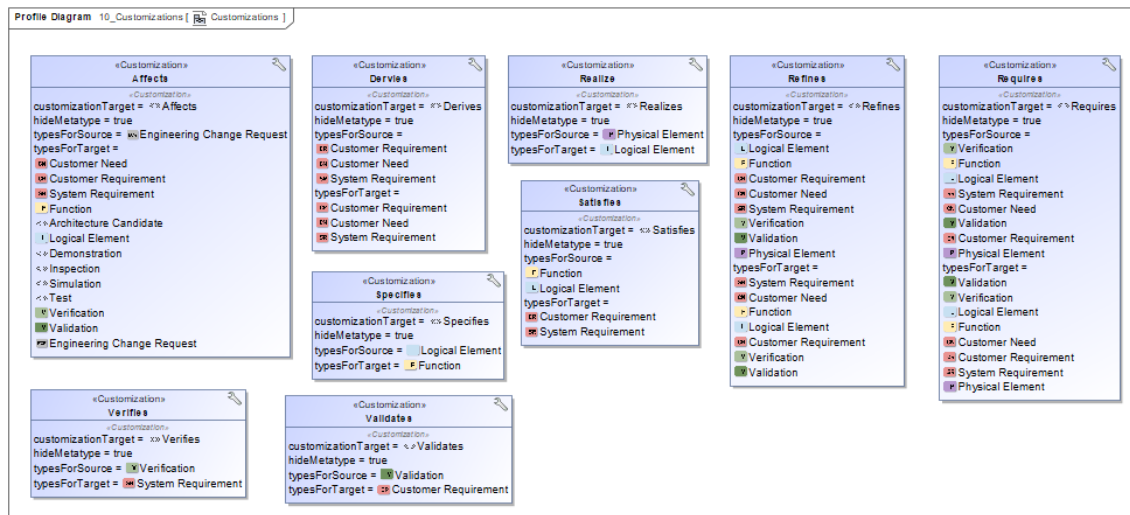 Profile Diagram 10_Customizations [ Customizations ]
«Customization»
Affects
«Customization»
customizationTarget = «»Affects
hideMetatype = true
typesForSource = Engineering Change Request
typesForTarget =
Customer Need
Customer Requirement
System Requirement
Function
«»Architecture Candidate
Logical Element
«»Demonstration
«»Inspection
«»Simulation
«»Test
Verification
Validation
Engineering Change Request
«Customization»
Dervies
«Customization»
customizationTarget = «»Derives
hideMetatype = true
typesForSource =
Customer Requirement
Customer Need
System Requirement
typesForTarget =
Customer Requirement
Customer Need
System Requirement
«Customization»
Realize
«Customization»
customizationTarget = «»Realizes
hideMetatype = true
typesForSource = Physical Element
typesForTarget = Logical Element
«Customization»
Satisfies
«Customization»
customizationTarget = «»Satisfies
hideMetatype = true
typesForSource =
Function
Logical Element
typesForTarget =
Customer Requirement
System Requirement
«Customization»
Specifies
«Customization»
customizationTarget = «»Specifies
hideMetatype = true
typesForSource = Logical Element
typesForTarget = Function
«Customization»
Refines
«Customization»
customizationTarget = «»Refines
hideMetatype = true
typesForSource =
Logical Element
Function
Customer Requirement
Customer Need
System Requirement
Verification
Validation
Physical Element
typesForTarget =
System Requirement
Customer Need
Function
Logical Element
Customer Requirement
Verification
Validation
«Customization»
Requires
«Customization»
customizationTarget = «»Requires
hideMetatype = true
typesForSource =
Verification
Function
Logical Element
System Requirement
Customer Need
Validation
Customer Requirement
Physical Element
typesForTarget =
Validation
Verification
Logical Element
Function
Customer Need
Customer Requirement
System Requirement
Physical Element
«Customization»
Verifies
«Customization»
customizationTarget = «»Verifies
hideMetatype = true
typesForSource = Verification
typesForTarget = System Requirement
«Customization»
Validates
«Customization»
customizationTarget = «»Validates
hideMetatype = true
typesForSource = Validation
typesForTarget = Customer Requirement